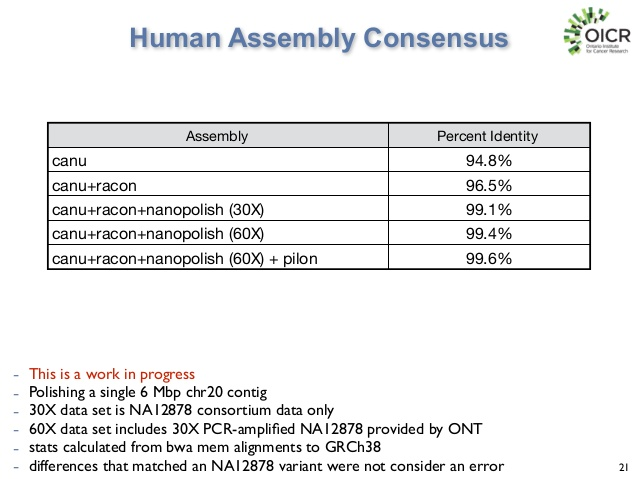 Human Assembly Consensus
OICR
Ontario Institute
for Cancer Research
Assembly Percent Identity
canu 94.8%
canu+racon 96.5%
canu+racon+nanopolish (30X) 99.1%
canu+racon+nanopolish (60X) 99.4%
canu+racon+nanopolish (60X) + pilon 99.6%
- This is a work in progress
- Polishing a single 6 Mbp chr20 contig
- 30X data set is NA12878 consortium data only
- 60X data set includes 30X PCR-amplified NA12878 provided by ONT
- stats calculated from bwa mem alignments to GRCh38
- differences that matched an NA12878 variant were not consider an error
21